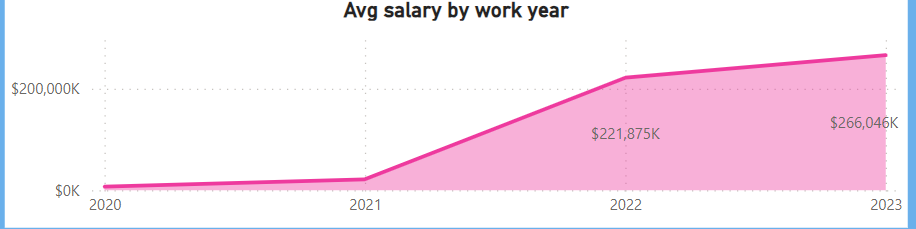 Avg salary by work year
$200,000K
$221,875K
$266,046K
$0K
2020 2021 2022 2023